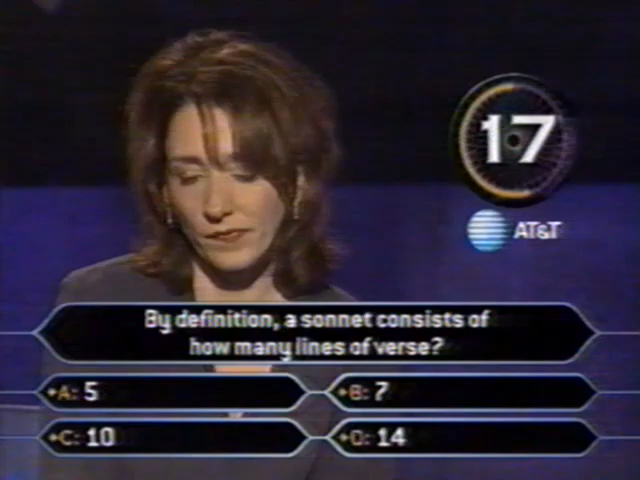 17
AT&T
By definition, a sonnet consists of
how many lines of verse?
A: 5
B: 7
C: 10
D: 14